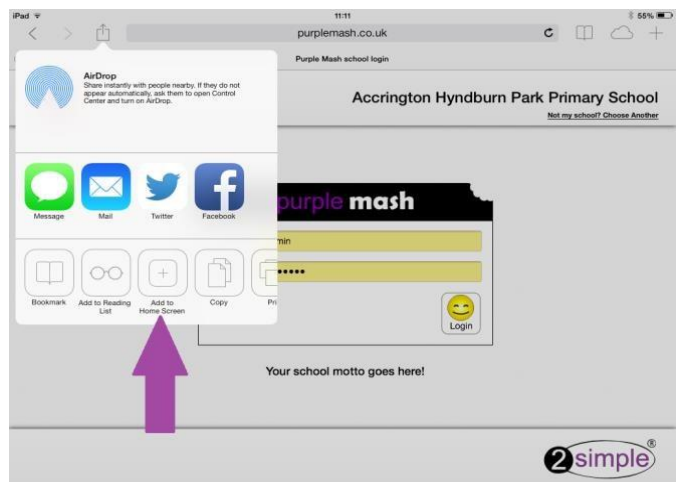 iPad 11:11 55%
purplemash.co.uk
Purple Mash school login
AirDrop
Share instantly with people nearby. If they do not
appear automatically, ask them to open Control
Center and turn on AirDrop.
Accrington Hyndburn Park Primary School
Not my school? Choose Another
Message Mail Twitter Facebook
purple mash
min
•••••
Bookmark Add to Reading List Add to Home Screen Copy Pri
Login
Your school motto goes here!
2simple®